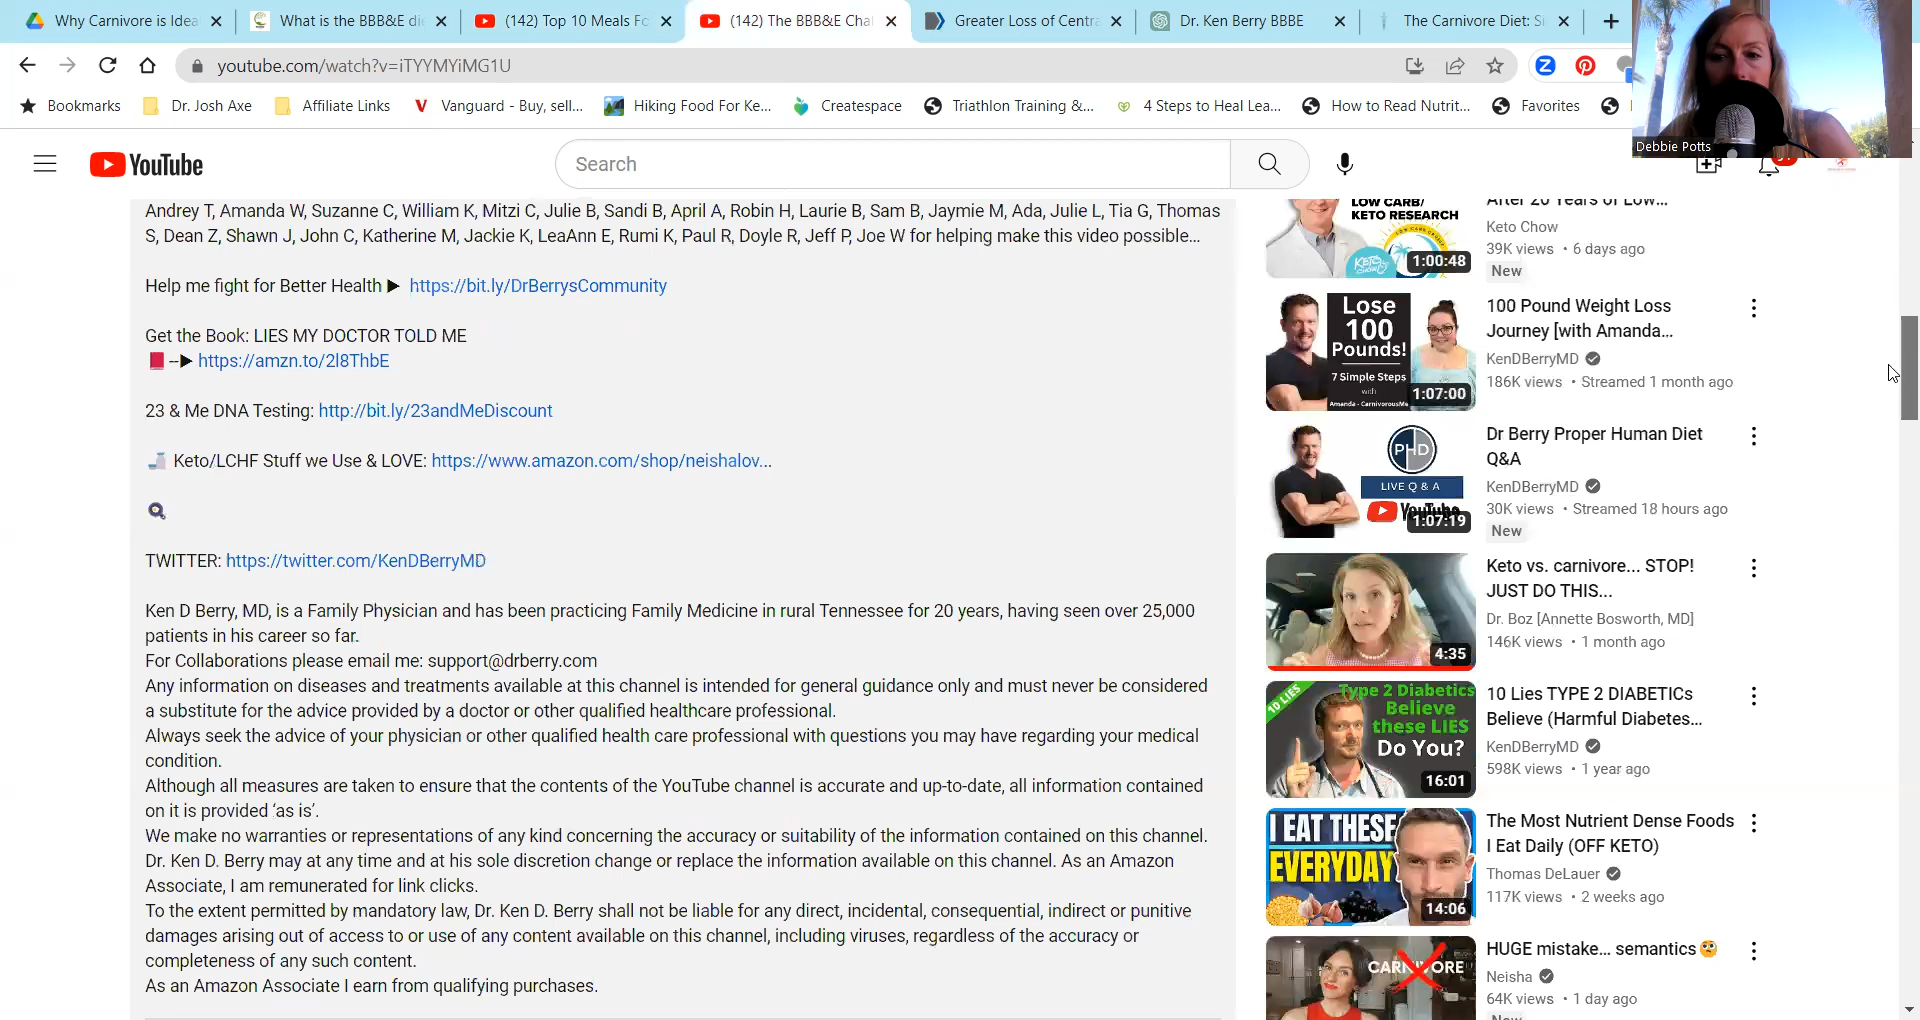 Why Carnivore is Idea
What is the BBB&E di
(142) Top 10 Meals Fo
(142) The BBB&E Cha
Greater Loss of Centra
Dr. Ken Berry BBBE
The Carnivore Diet: S
youtube.com/watch?v=iTYYMYiMG1U
Bookmarks
Dr. Josh Axe
Affiliate Links
Vanguard - Buy, sell...
Hiking Food For Ke...
Createspace
Triathlon Training &...
4 Steps to Heal Lea...
How to Read Nutrit...
Favorites
Debbie Potts
YouTube
Search
Andrey T, Amanda W, Suzanne C, William K, Mitzi C, Julie B, Sandi B, April A, Robin H, Laurie B, Sam B, Jaymie M, Ada, Julie L, Tia G, Thomas
S, Dean Z, Shawn J, John C, Katherine M, Jackie K, LeaAnn E, Rumi K, Paul R, Doyle R, Jeff P, Joe W for helping make this video possible...
Help me fight for Better Health ▶ https://bit.ly/DrBerrysCommunity
Get the Book: LIES MY DOCTOR TOLD ME
📕--▶ https://amzn.to/2l8ThbE
23 & Me DNA Testing: http://bit.ly/23andMeDiscount
Keto/LCHF Stuff we Use & LOVE: https://www.amazon.com/shop/neishalov...
TWITTER: https://twitter.com/KenDBerryMD
Ken D Berry, MD, is a Family Physician and has been practicing Family Medicine in rural Tennessee for 20 years, having seen over 25,000
patients in his career so far.
For Collaborations please email me: support@drberry.com
Any information on diseases and treatments available at this channel is intended for general guidance only and must never be considered
a substitute for the advice provided by a doctor or other qualified healthcare professional.
Always seek the advice of your physician or other qualified health care professional with questions you may have regarding your medical
condition.
Although all measures are taken to ensure that the contents of the YouTube channel is accurate and up-to-date, all information contained
on it is provided ‘as is’.
We make no warranties or representations of any kind concerning the accuracy or suitability of the information contained on this channel.
Dr. Ken D. Berry may at any time and at his sole discretion change or replace the information available on this channel. As an Amazon
Associate, I am remunerated for link clicks.
To the extent permitted by mandatory law, Dr. Ken D. Berry shall not be liable for any direct, incidental, consequential, indirect or punitive
damages arising out of access to or use of any content available on this channel, including viruses, regardless of the accuracy or
completeness of any such content.
As an Amazon Associate I earn from qualifying purchases.
LOW CARB/
KETO RESEARCH
KETO
1:00:48
After 20 Years of Low...
Keto Chow
39K views • 6 days ago
New
Lose
100
Pounds!
7 Simple Steps
with
Amanda - CarnivorousMe
1:07:00
100 Pound Weight Loss
Journey [with Amanda...
KenDBerryMD
186K views • Streamed 1 month ago
PHD
LIVE Q & A
YouTube
1:07:19
Dr Berry Proper Human Diet
Q&A
KenDBerryMD
30K views • Streamed 18 hours ago
New
4:35
Keto vs. carnivore... STOP!
JUST DO THIS...
Dr. Boz [Annette Bosworth, MD]
146K views • 1 month ago
10 LIES
Type 2 Diabetics
Believe
these LIES
Do You?
16:01
10 Lies TYPE 2 DIABETICs
Believe (Harmful Diabetes...
KenDBerryMD
598K views • 1 year ago
I EAT THESE
EVERYDAY
14:06
The Most Nutrient Dense Foods
I Eat Daily (OFF KETO)
Thomas DeLauer
117K views • 2 weeks ago
CARNIVORE
HUGE mistake... semantics🧐
Neisha
64K views • 1 day ago
New